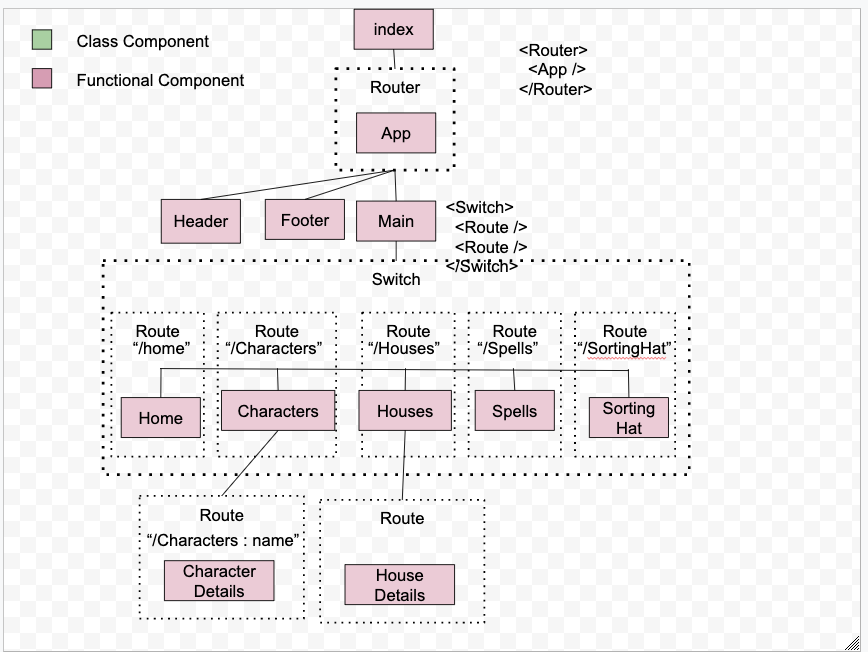 Class Component
Functional Component
index
<Router>
<App />
</Router>
Router
App
Header
Footer
Main
<Switch>
<Route />
<Route />
</Switch>
Switch
Route
“/home”
Route
“/Characters”
Route
“/Houses”
Route
“/Spells”
Route
“/SortingHat”
Home
Characters
Houses
Spells
Sorting
Hat
Route
“/Characters : name”
Character
Details
Route
House
Details